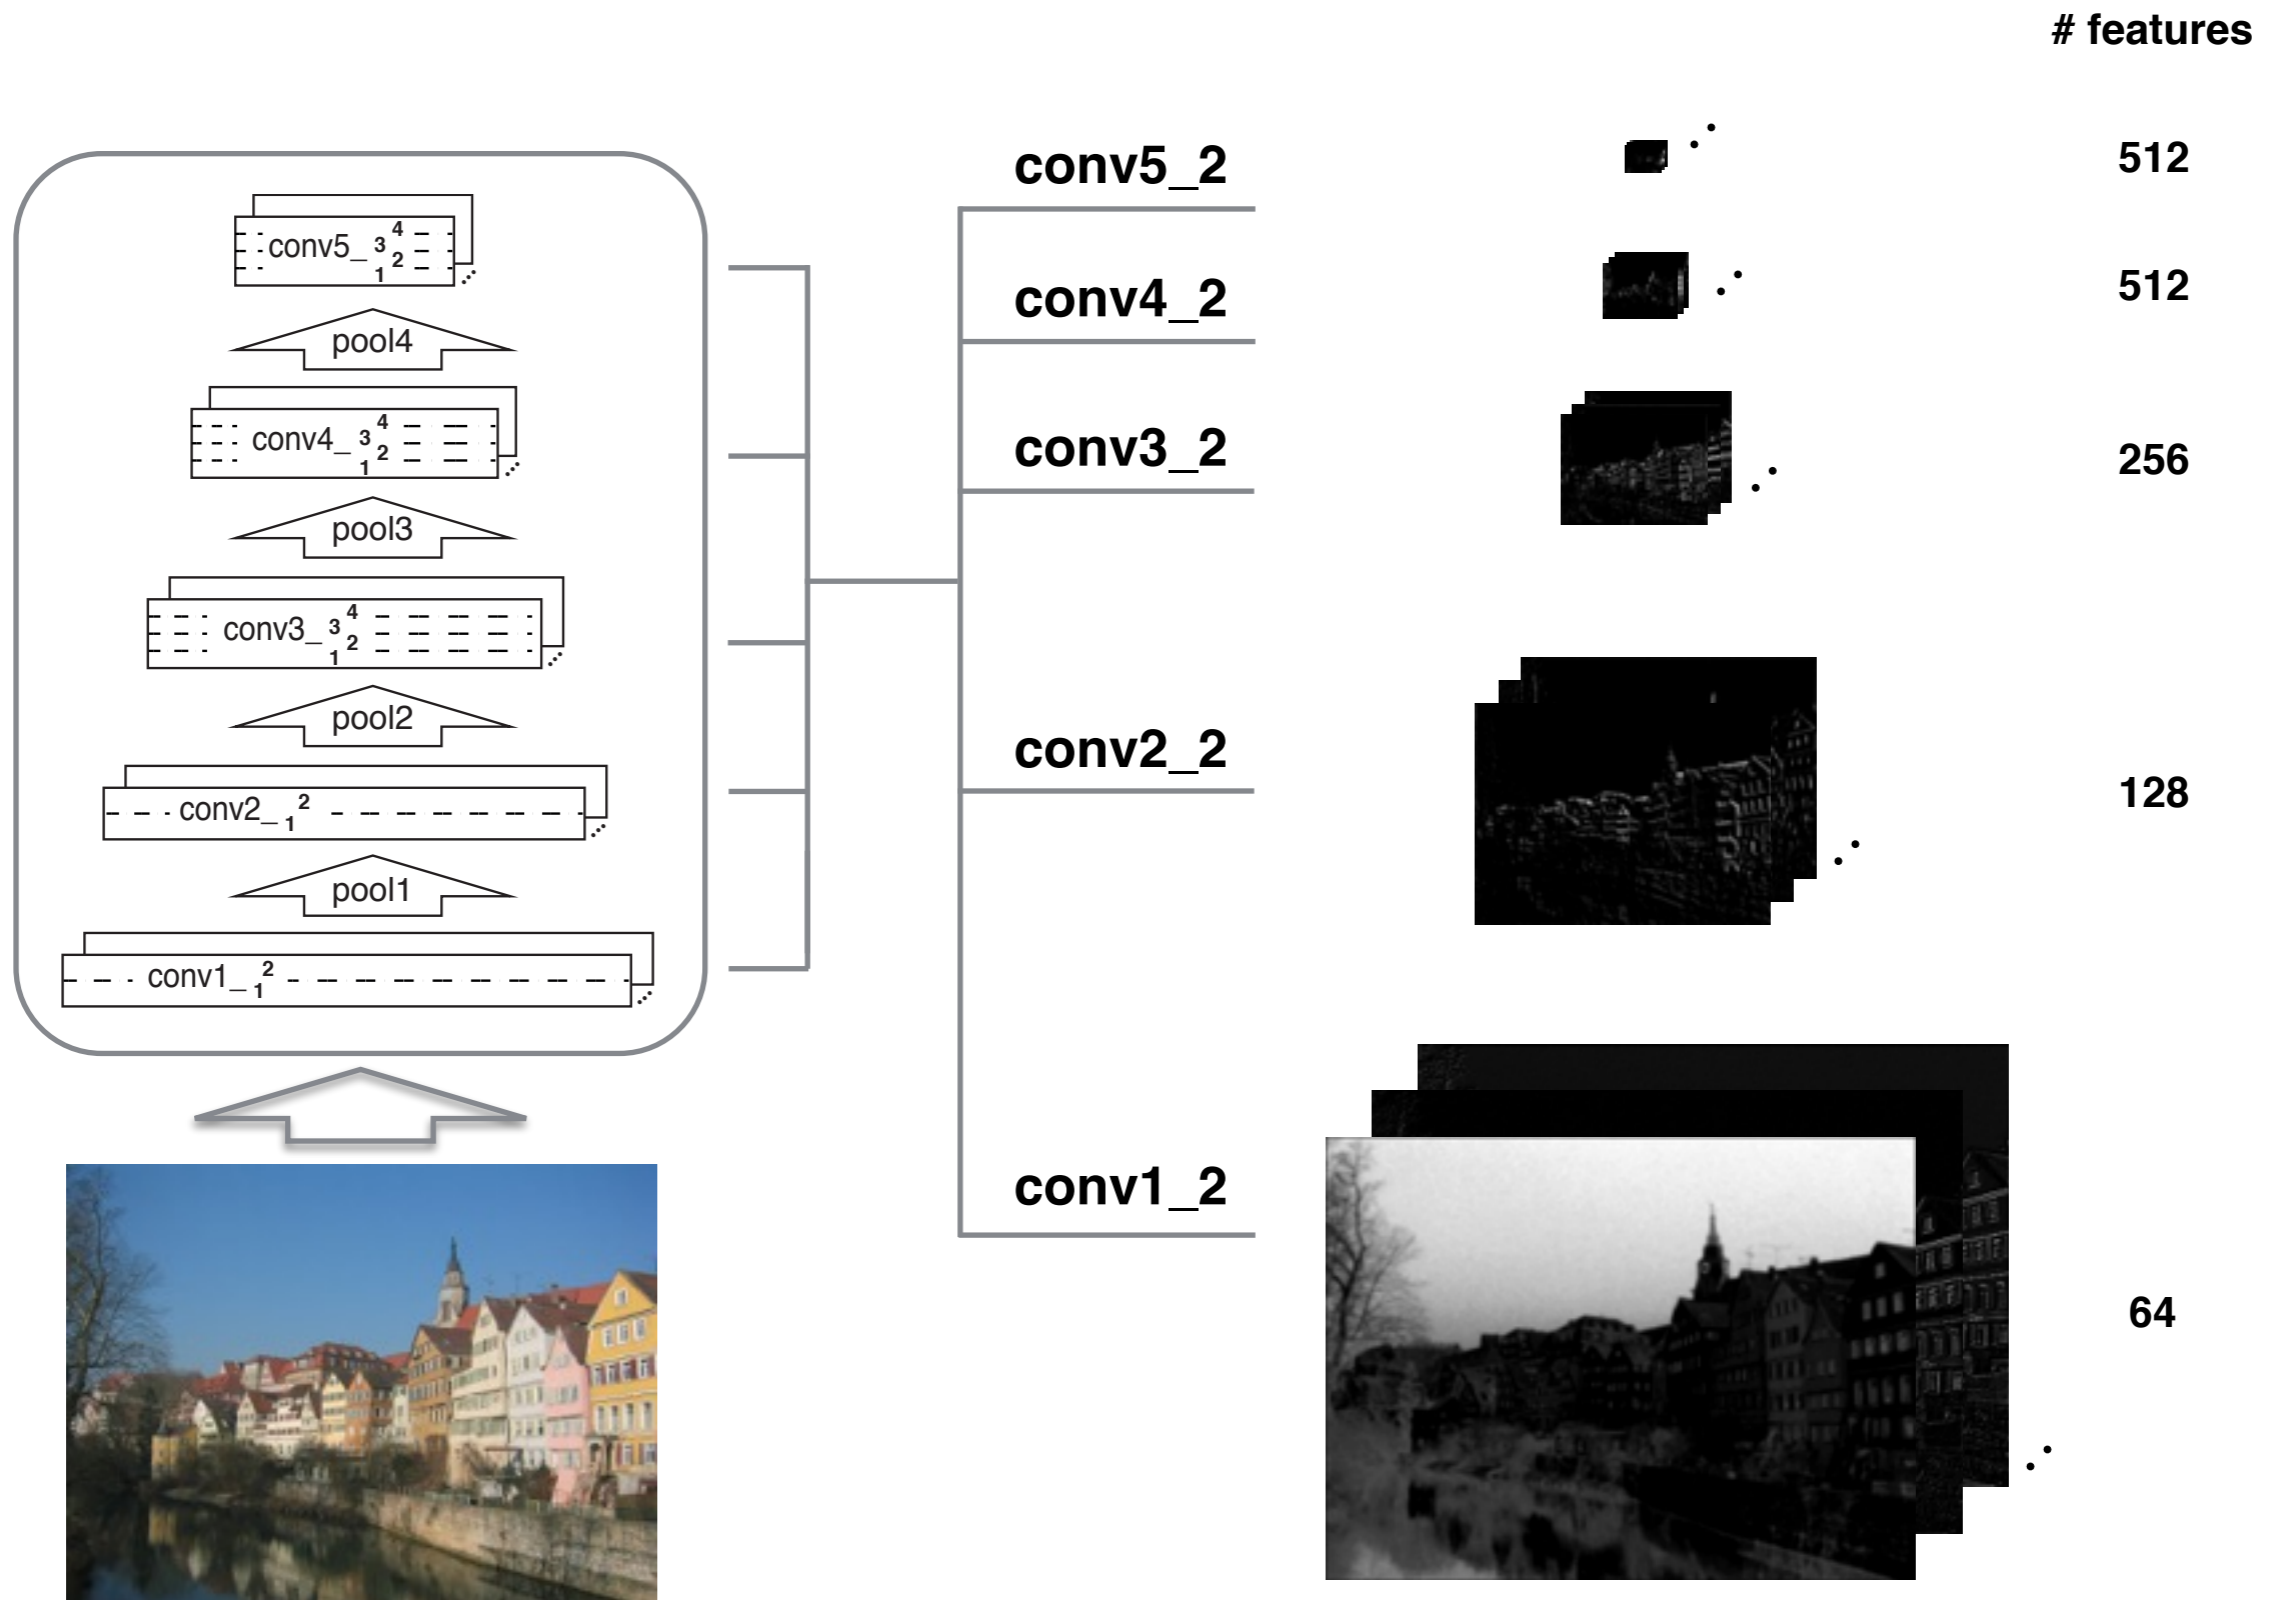 # features
conv5_2
512
conv4_2
512
conv3_2
256
conv2_2
128
conv1_2
64
conv5_ 1 2 3 4
pool4
conv4_ 1 2 3 4
pool3
conv3_ 1 2 3 4
pool2
conv2_ 1 2
pool1
conv1_ 1 2